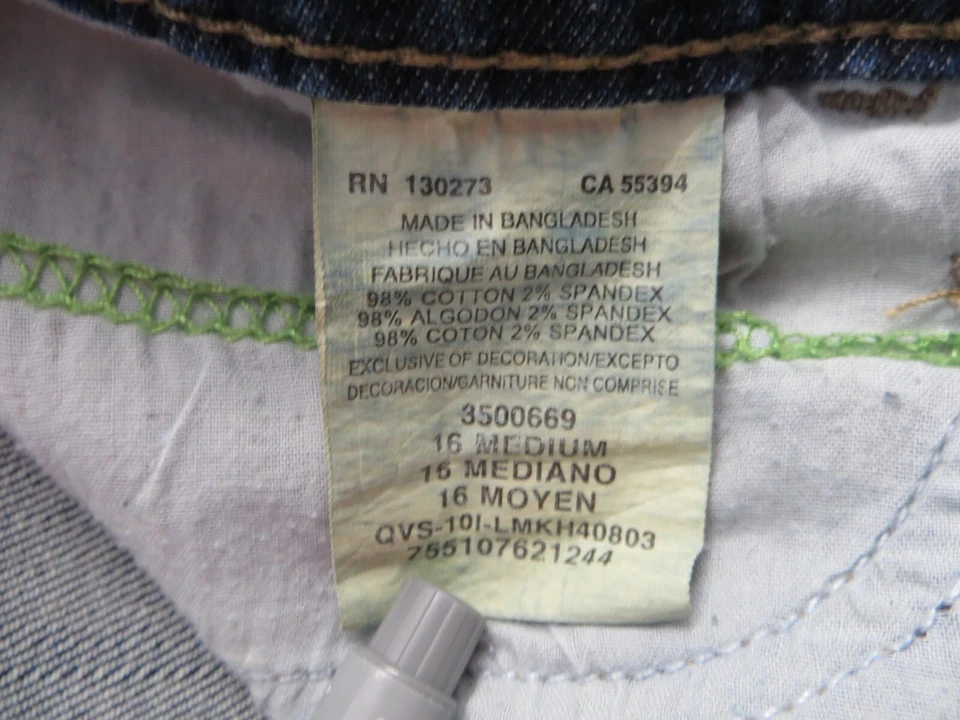 RN 130273 CA 55394
MADE IN BANGLADESH
HECHO EN BANGLADESH
FABRIQUE AU BANGLADESH
98% COTTON 2% SPANDEX
98% ALGODON 2% SPANDEX
98% COTON 2% SPANDEX
EXCLUSIVE OF DECORATION/EXCEPTO
DECORACION/GARNITURE NON COMPRISE
3500669
16 MEDIUM
16 MEDIANO
16 MOYEN
QVS-10I-LMKH40803
755107621244